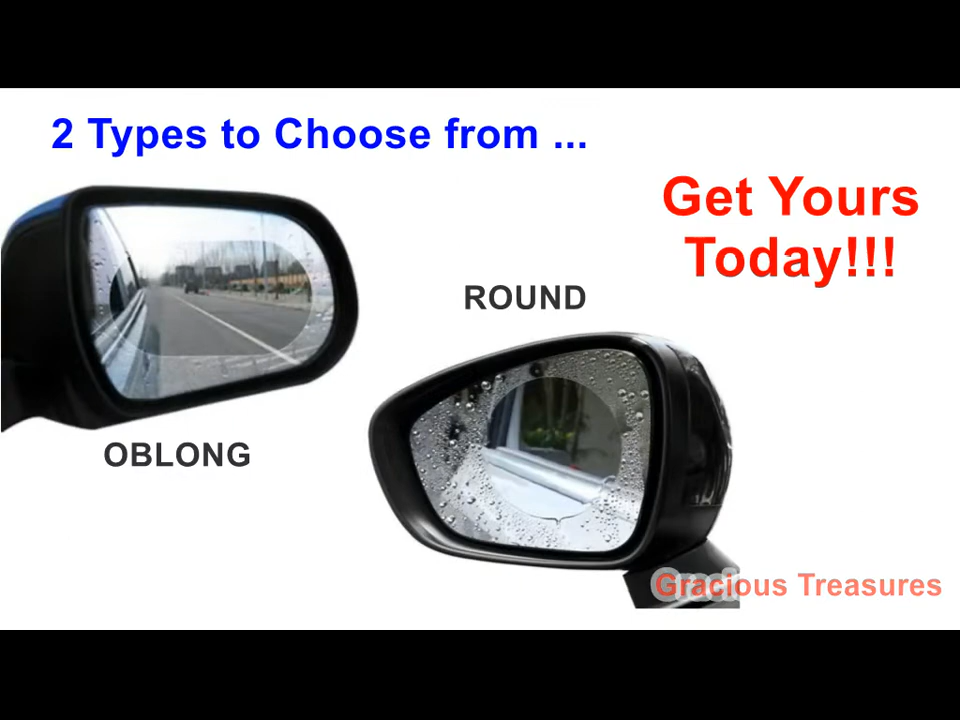 2 Types to Choose from ...
Get Yours
Today!!!
ROUND
OBLONG
Gracious Treasures